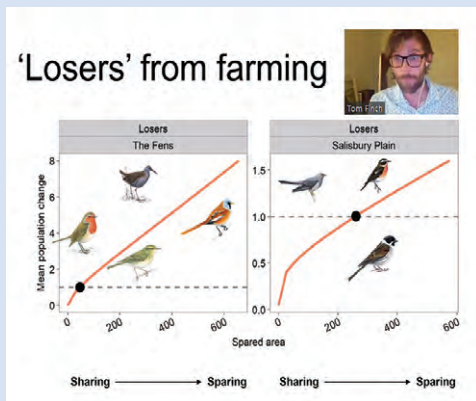 'Losers' from farming
Tom Finch
Losers
The Fens
Losers
Salisbury Plain
Mean population change
8
6
4
2
0
0
200
400
600
1.5
1.0
0.5
0.0
0
200
400
600
Spared area
Sharing
Sparing
Sharing
Sparing